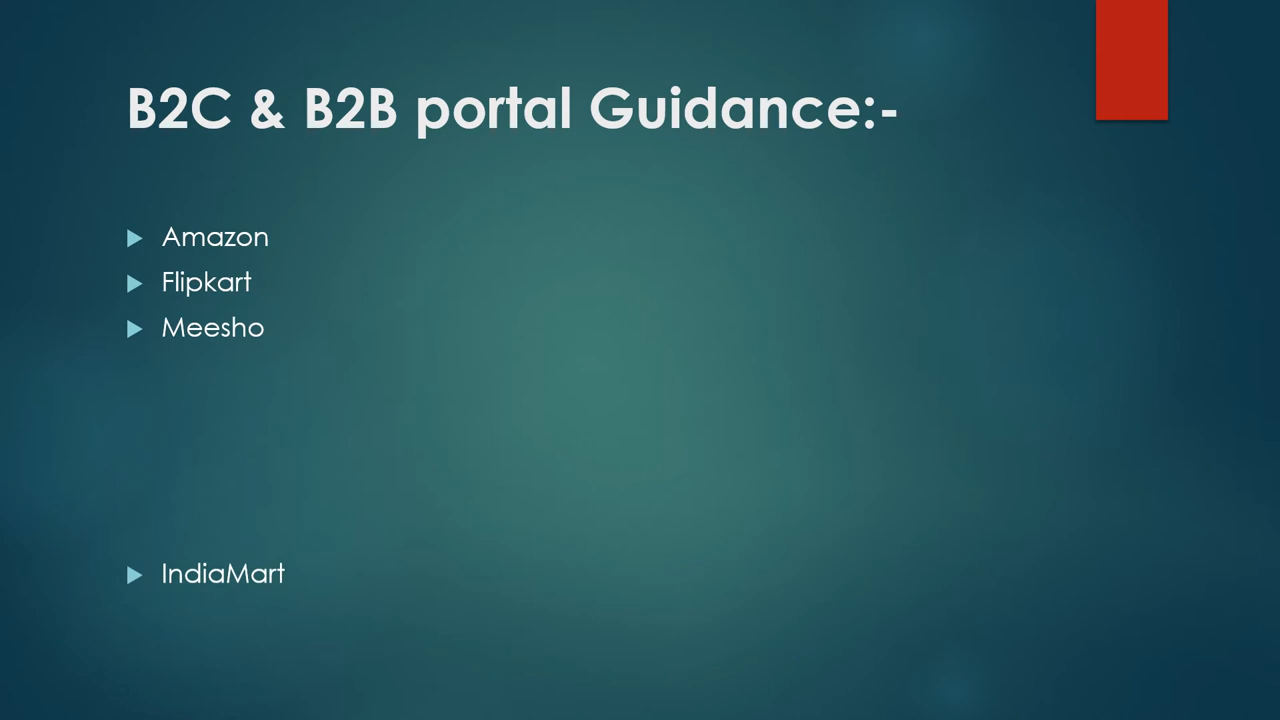 B2C & B2B portal Guidance:-
Amazon
Flipkart
Meesho
IndiaMart